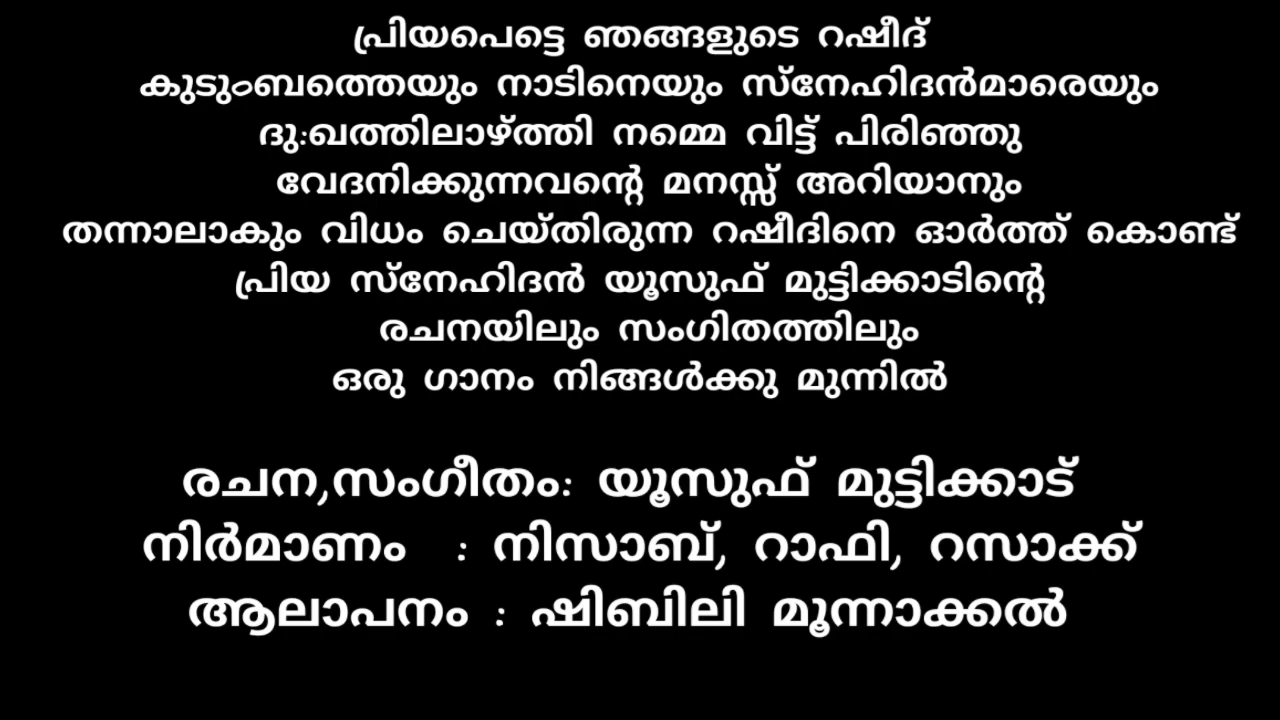 പ്രിയപെട്ടെ ഞങ്ങളുടെ റഷീദ്
കുടുംബത്തെയും നാടിനെയും സ്നേഹിദൻമാരെയും
ദു:ഖത്തിലാഴ്ത്തി നമ്മെ വിട്ട് പിരിഞ്ഞു
വേദനിക്കുന്നവന്റെ മനസ്സ് അറിയാനും
തന്നാലാകും വിധം ചെയ്തിരുന്ന റഷീദിനെ ഓർത്ത് കൊണ്ട്
പ്രിയ സ്നേഹിദൻ യൂസുഫ് മുട്ടിക്കാടിന്റെ
രചനയിലും സംഗിതത്തിലും
ഒരു ഗാനം നിങ്ങൾക്കു മുന്നിൽ
രചന,സംഗീതം: യൂസുഫ് മുട്ടിക്കാട്
നിർമാണം : നിസാബ്, റാഫി, റസാക്ക്
ആലാപനം : ഷിബിലി മൂന്നാക്കൽ